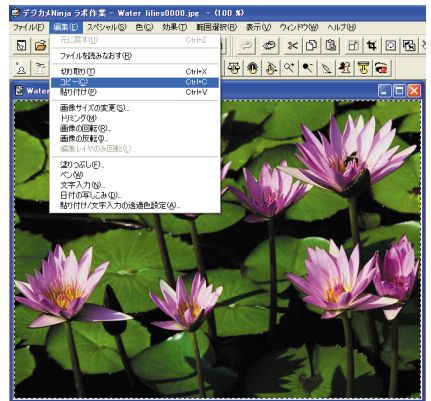 デジカメNinja ラボ作業 - Water lilies0000.jpg - (100 %)
ファイル(F) 編集(E) スペシャル(S) 色(C) 効果(T) 範囲選択(R) 表示(V) ウィンドウ(W) ヘルプ(H)
元に戻す(U) Ctrl+Z
ファイルを読みなおす(R)
切り取り(T) Ctrl+X
コピー(C) Ctrl+C
貼り付け(P) Ctrl+V
Water
画像サイズの変更(S)...
トリミング(M)
画像の回転(R)...
画像の反転(I)...
編集レイヤのみ回転(L)...
塗りつぶし(F)...
ペン(W)
文字入力(N)...
日付の写しこみ(D)...
貼り付け/文字入力の透過色設定(A)...